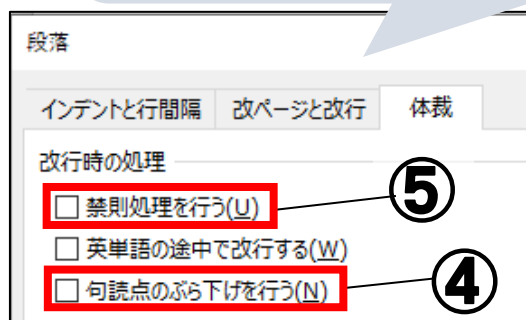 段落
インデントと行間隔 改ページと改行 体裁
改行時の処理
禁則処理を行う(U)
⑤
英単語の途中で改行する(W)
句読点のぶら下げを行う(N)
④